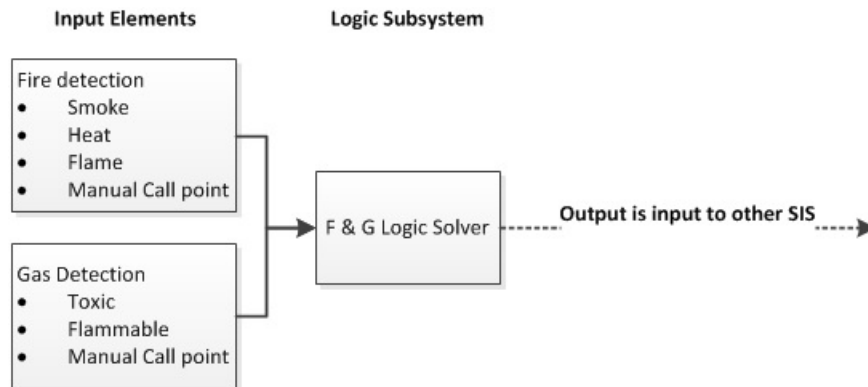 Input Elements
Logic Subsystem
Fire detection
• Smoke
• Heat
• Flame
• Manual Call point
F & G Logic Solver
Output is input to other SIS
Gas Detection
• Toxic
• Flammable
• Manual Call point